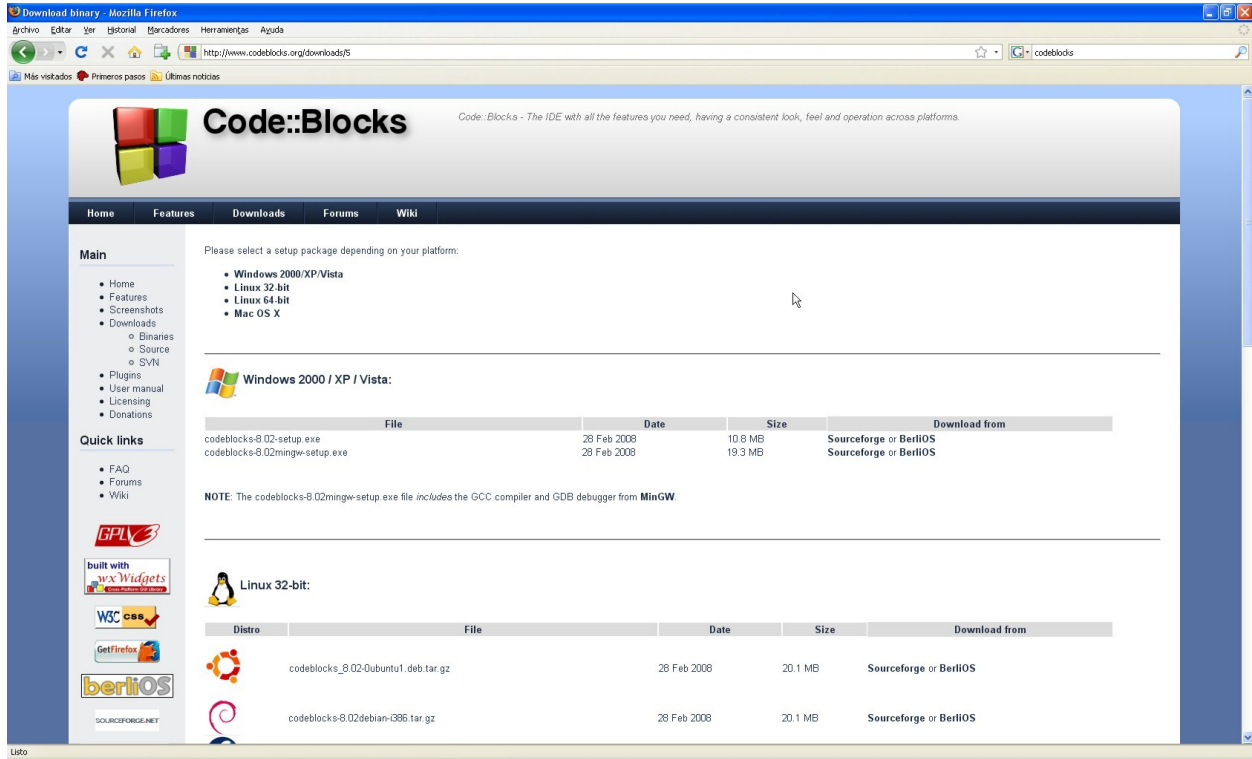 Download binary - Mozilla Firefox
Archivo Editar Ver Historial Marcadores Herramientas Ayuda
http://www.codeblocks.org/downloads/5
codeblocks
Más visitados Primeros pasos Últimas noticias
Code::Blocks
Code::Blocks - The IDE with all the features you need, having a consistent look, feel and operation across platforms.
Home Features Downloads Forums Wiki
Main
Home
Features
Screenshots
Downloads
Binaries
Source
SVN
Plugins
User manual
Licensing
Donations
Quick links
FAQ
Forums
Wiki
GPLv3
built with
wxWidgets
Cross-Platform GUI Library
W3C css
Get Firefox
berliOS
SOURCEFORGE.NET
Please select a setup package depending on your platform:
Windows 2000/XP/Vista
Linux 32-bit
Linux 64-bit
Mac OS X
Windows 2000 / XP / Vista:
File Date Size Download from
codeblocks-8.02-setup.exe 28 Feb 2008 10.8 MB Sourceforge or BerliOS
codeblocks-8.02mingw-setup.exe 28 Feb 2008 19.3 MB Sourceforge or BerliOS
NOTE: The codeblocks-8.02mingw-setup.exe file includes the GCC compiler and GDB debugger from MinGW.
Linux 32-bit:
Distro File Date Size Download from
codeblocks_8.02-0ubuntu1.deb.tar.gz 28 Feb 2008 20.1 MB Sourceforge or BerliOS
codeblocks-8.02debian-i386.tar.gz 28 Feb 2008 20.1 MB Sourceforge or BerliOS
Listo